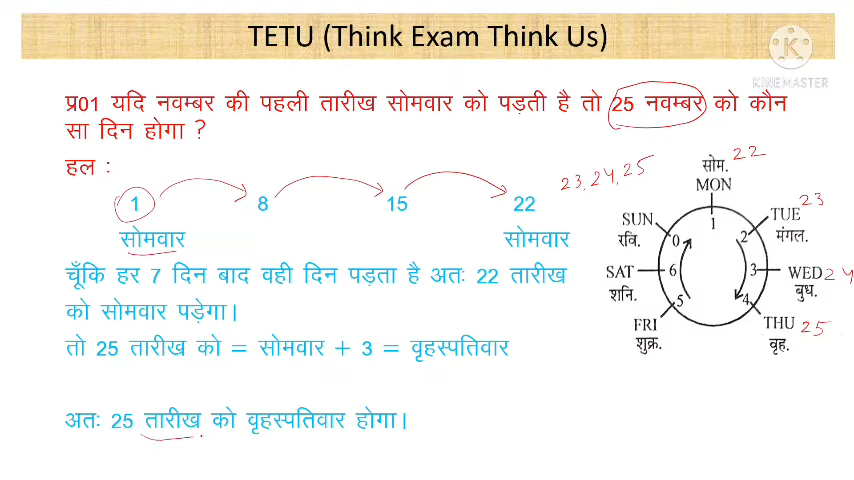 TETU (Think Exam Think Us)
K
KINEMASTER
प्र01 यदि नवम्बर की पहली तारीख सोमवार को पड़ती है तो 25 नवम्बर को कौन
सा दिन होगा ?
हल :
1 8 15 22
23, 24, 25
सोमवार सोमवार
चूँकि हर 7 दिन बाद वही दिन पड़ता है अतः 22 तारीख
को सोमवार पड़ेगा।
तो 25 तारीख को = सोमवार + 3 = वृहस्पतिवार
अतः 25 तारीख को वृहस्पतिवार होगा।
सोम. 22
MON
1
TUE 23
मंगल.
2
WED 24
बुध.
3
THU 25
वृह.
4
FRI
शुक्र.
5
SAT
शनि.
6
SUN
रवि.
0